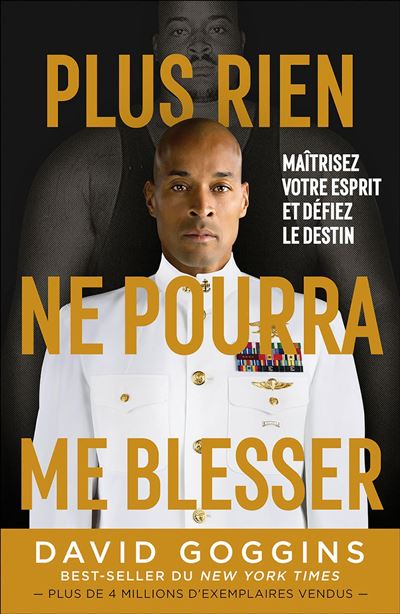 PLUS RIEN
MAÎTRISEZ
VOTRE ESPRIT
ET DÉFIEZ
LE DESTIN
NE POURRA
ME BLESSER
DAVID GOGGINS
BEST-SELLER DU NEW YORK TIMES
— PLUS DE 4 MILLIONS D'EXEMPLAIRES VENDUS —